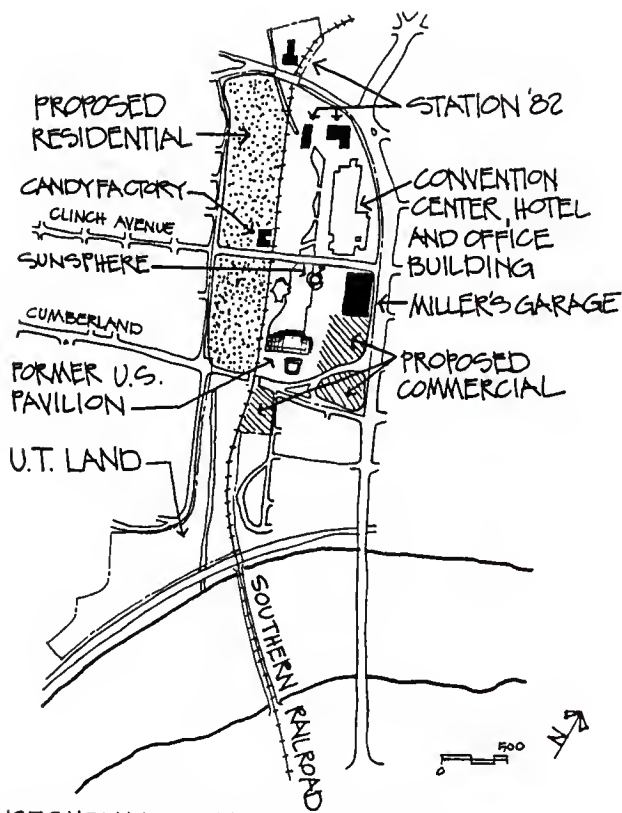 PROPOSED
RESIDENTIAL
STATION '82
CANDY FACTORY
CLINCH AVENUE
CONVENTION
CENTER, HOTEL
AND OFFICE
BUILDING
SUNSPHERE
MILLER'S GARAGE
CUMBERLAND
FORMER U.S.
PAVILION
PROPOSED
COMMERCIAL
U.T. LAND
SOUTHERN RAILROAD
0 500
N